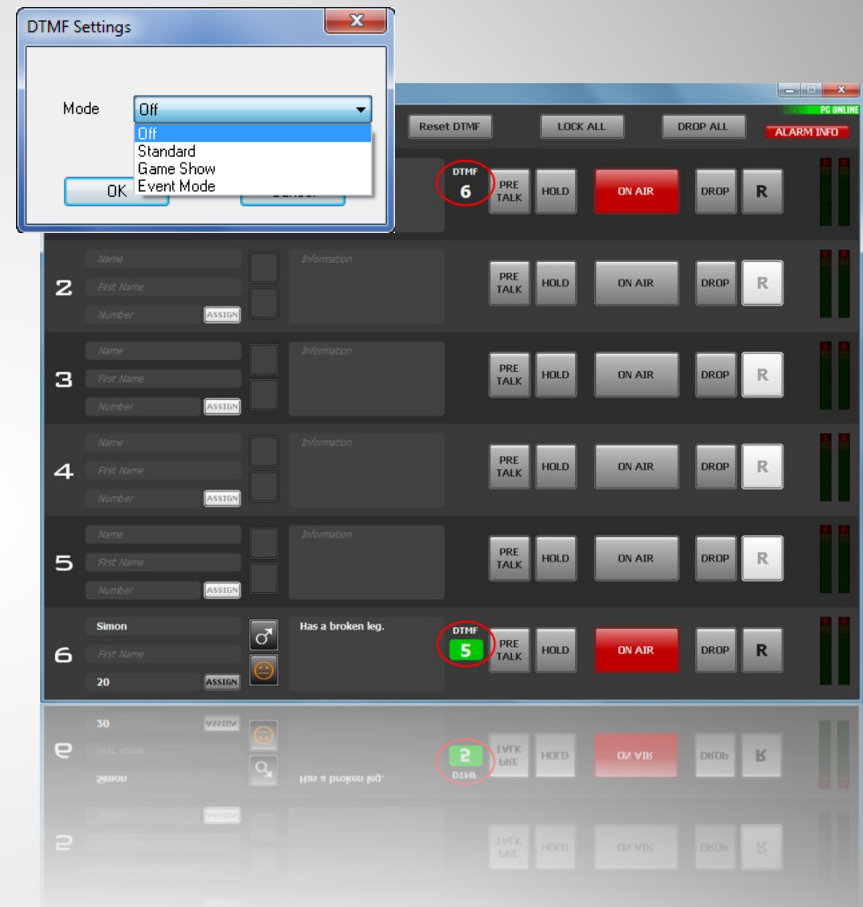 DTMF Settings
Mode Off
Off
Standard
Game Show
Event Mode
OK
PC ONLINE
Reset DTMF LOCK ALL DROP ALL ALARM INFO
DTMF
6 PRE TALK HOLD ON AIR DROP R
Name Information
2 First Name PRE TALK HOLD ON AIR DROP R
Number ASSIGN
Name Information
3 First Name PRE TALK HOLD ON AIR DROP R
Number ASSIGN
Name Information
4 First Name PRE TALK HOLD ON AIR DROP R
Number ASSIGN
Name Information
5 First Name PRE TALK HOLD ON AIR DROP R
Number ASSIGN
Simon Has a broken leg. DTMF
6 First Name 5 PRE TALK HOLD ON AIR DROP R
20 ASSIGN